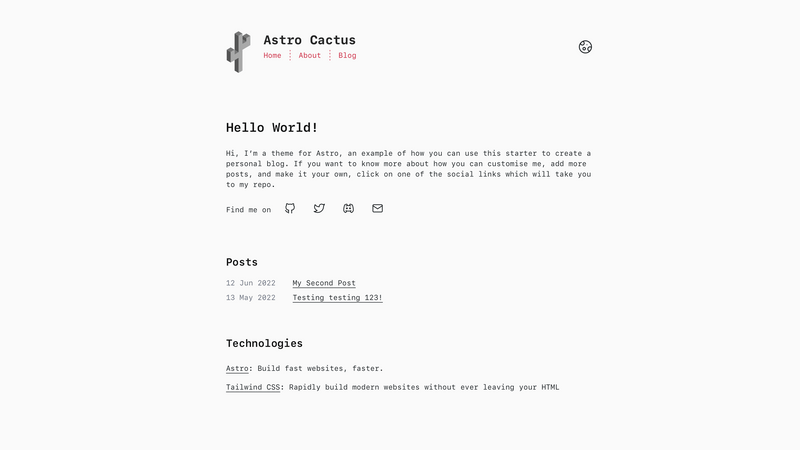 Astro Cactus
Home About Blog
Hello World!
Hi, I'm a theme for Astro, an example of how you can use this starter to create a
personal blog. If you want to know more about how you can customise me, add more
posts, and make it your own, click on one of the social links which will take you
to my repo.
Find me on
Posts
12 Jun 2022 My Second Post
13 May 2022 Testing testing 123!
Technologies
Astro: Build fast websites, faster.
Tailwind CSS: Rapidly build modern websites without ever leaving your HTML